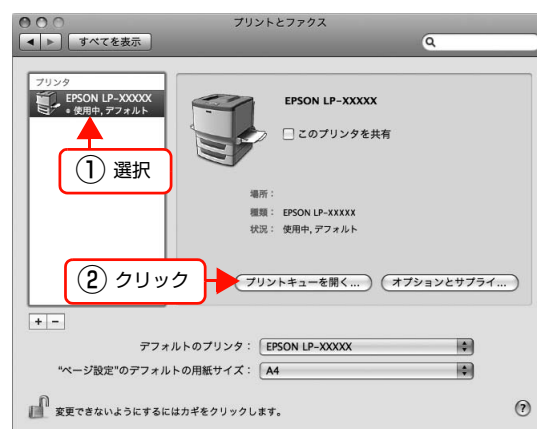 プリントとファクス
すべてを表示
プリンタ
EPSON LP-XXXXX
使用中, デフォルト
① 選択
EPSON LP-XXXXX
このプリンタを共有
場所：
種類： EPSON LP-XXXXX
状況： 使用中, デフォルト
② クリック
プリントキューを開く... オプションとサプライ...
+ −
デフォルトのプリンタ： EPSON LP-XXXXX
“ページ設定”のデフォルトの用紙サイズ： A4
変更できないようにするにはカギをクリックします。
?